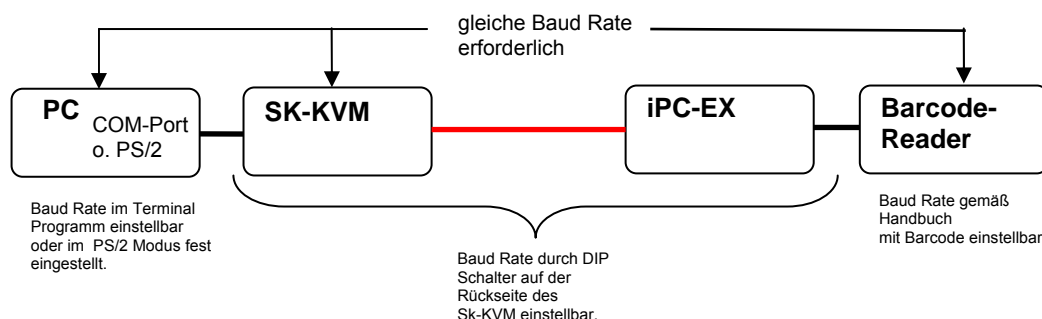 gleiche Baud Rate
erforderlich
PC
COM-Port
o. PS/2
SK-KVM
iPC-EX
Barcode-
Reader
Baud Rate im Terminal
Programm einstellbar
oder im PS/2 Modus fest
eingestellt.
Baud Rate durch DIP
Schalter auf der
Rückseite des
Sk-KVM einstellbar.
Baud Rate gemäß
Handbuch
mit Barcode einstellbar